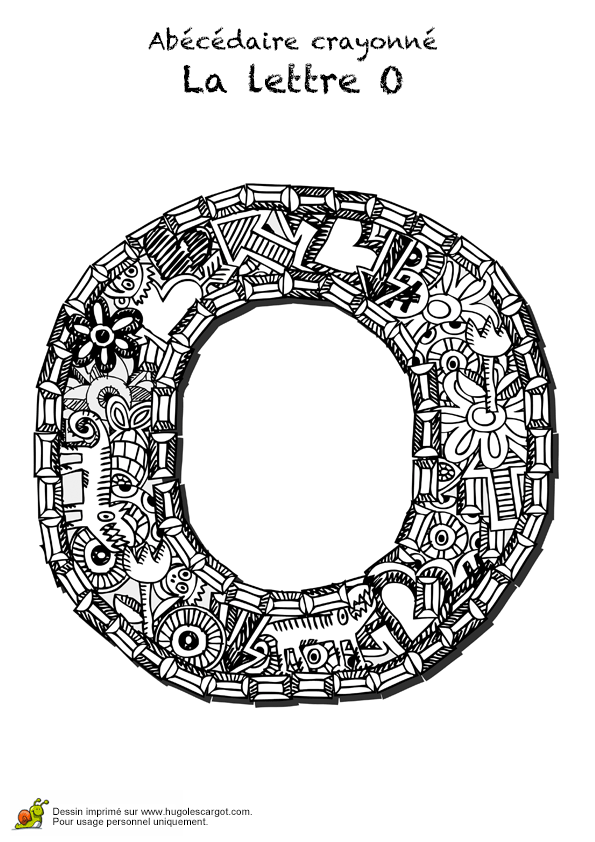 Abécédaire crayonné
La lettre O
Dessin imprimé sur www.hugolescargot.com.
Pour usage personnel uniquement.